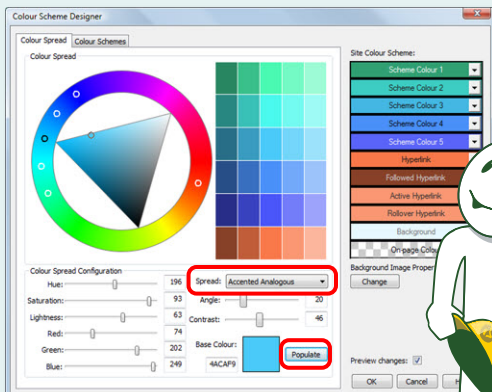 Colour Scheme Designer
Colour Spread
Colour Schemes
Colour Spread
Site Colour Scheme:
Scheme Colour 1
Scheme Colour 2
Scheme Colour 3
Scheme Colour 4
Scheme Colour 5
Hyperlink
Followed Hyperlink
Active Hyperlink
Rollover Hyperlink
Background
On-page Colo
Background Image Proper
Change
Colour Spread Configuration
Hue: 196
Spread: Accented Analogous
Saturation: 93
Angle: 20
Lightness: 63
Contrast: 46
Red: 74
Green: 202
Base Colour:
Populate
Blue: 249
4ACAF9
Preview changes:
OK
Cancel
H